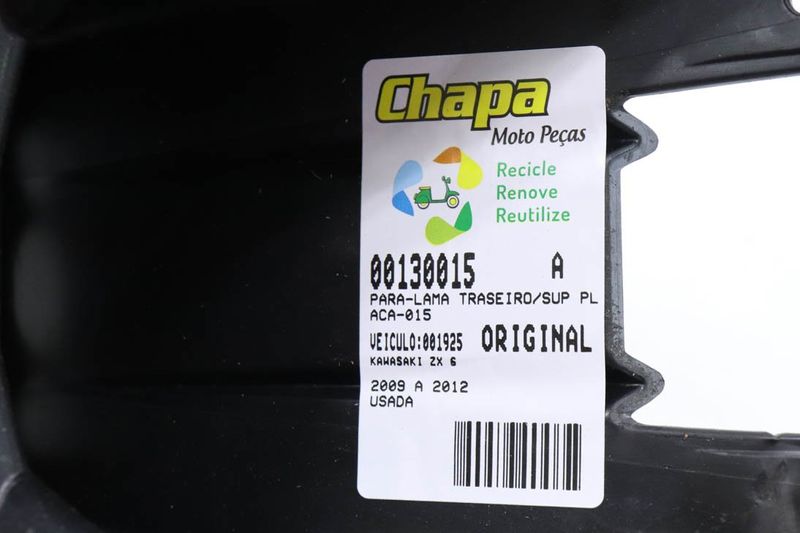 Chapa
Moto Peças
Recicle
Renove
Reutilize
00130015 A
PARA-LAMA TRASEIRO/SUP PL
ACA-015
VEICULO:001925 ORIGINAL
KAWASAKI ZX 6
2009 A 2012
USADA